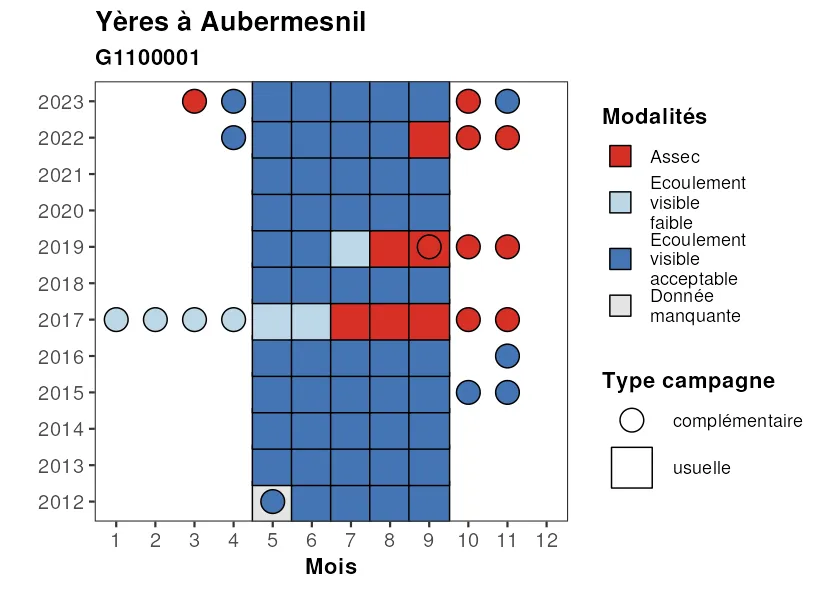 Yères à Aubermesnil
G1100001
2023
2022
2021
2020
2019
2018
2017
2016
2015
2014
2013
2012
1 2 3 4 5 6 7 8 9 10 11 12
Mois
Modalités
Assec
Ecoulement
visible
faible
Ecoulement
visible
acceptable
Donnée
manquante
Type campagne
complémentaire
usuelle